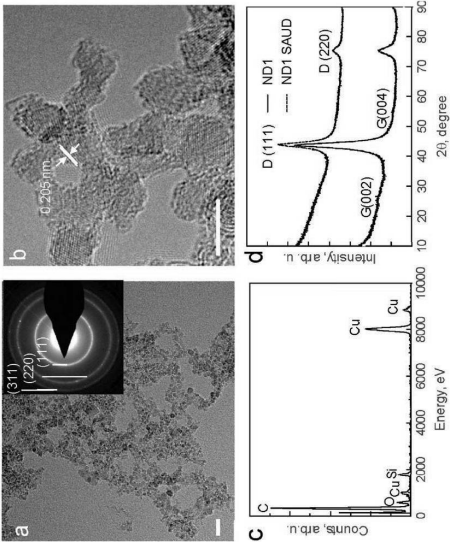 a
(311)
(220)
(111)
b
0.205 nm
c
Counts, arb.u.
C
O
Cu
Si
Cu
Cu
0
2000
4000
6000
8000
10000
Energy, eV
d
Intensity, arb. u.
D (111)
ND1
ND1 SAUD
D (220)
G(002)
G(004)
10
20
30
40
50
60
70
80
90
2θ, degree